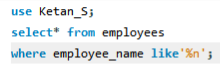 use Ketan_S;
select* from employees
where employee_name like'%n';